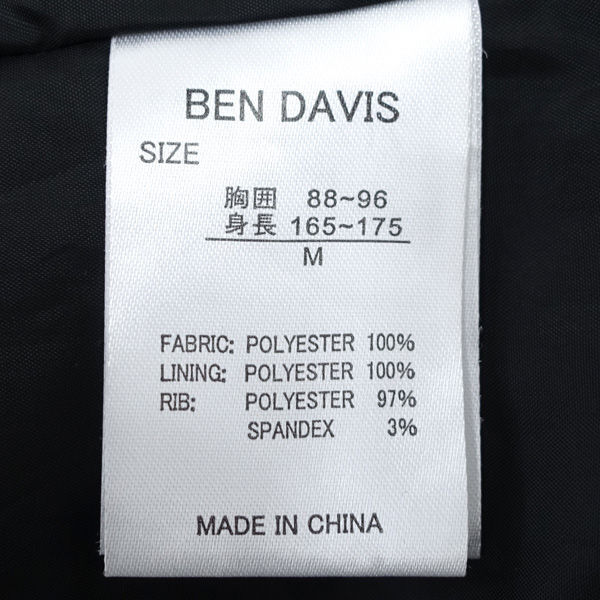 BEN DAVIS
SIZE
胸囲 88~96
身長 165~175
M
FABRIC: POLYESTER 100%
LINING: POLYESTER 100%
RIB: POLYESTER 97%
SPANDEX 3%
MADE IN CHINA